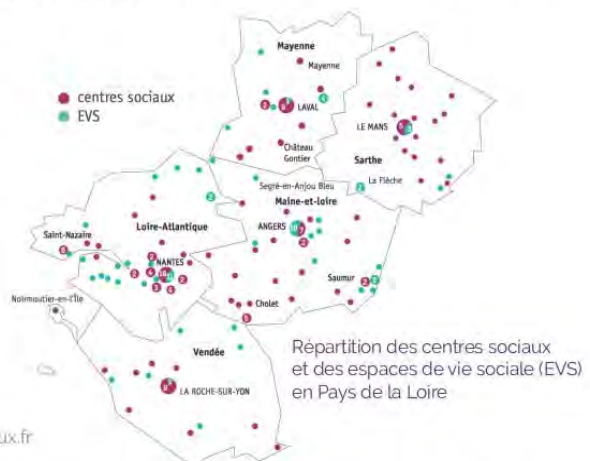 Mayenne
Mayenne
centres sociaux
EVS
LAVAL
LE MANS
Château
Gontier
Sarthe
La Flèche
2
Segré-en-Anjou Bleu
Maine-et-loire
2
Loire-Atlantique
ANGERS
Saint-Nazaire
NANTES
Saumur
Noirmoutier-en-l'Île
Cholet
Vendée
LA ROCHE-SUR-YON
Répartition des centres sociaux
et des espaces de vie sociale (EVS)
en Pays de la Loire
ux.fr